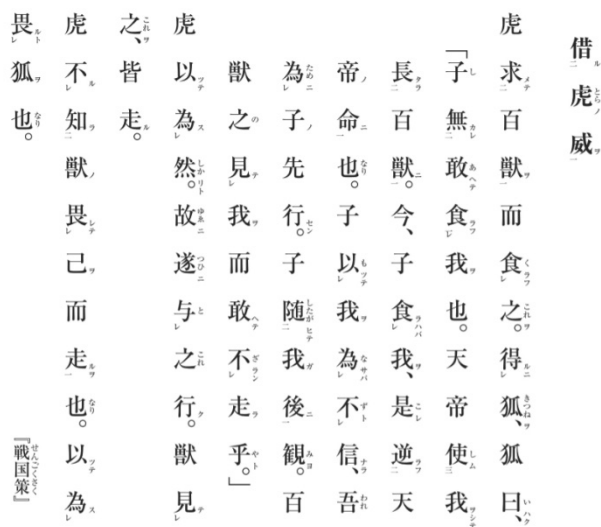 借虎威
虎求百獣而食之。得狐、狐曰、
「子無敢食我也。天帝使我
長百獣。今、子食我、是逆天
帝命也。子以我為不信、吾
為子先行。子随我後観。百
獣之見我而敢不走乎。」
虎以為然。故遂与之行。獣見
之、皆走。
虎不知獣畏己而走也。以為
畏狐也。
『戦国策』